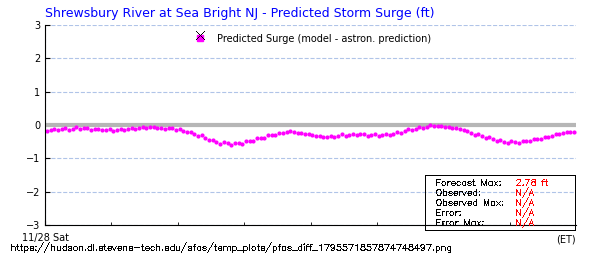 Shrewsbury River at Sea Bright NJ - Predicted Storm Surge (ft)
3
Predicted Surge (model - astron. prediction)
2
1
0
−1
−2
−3
Forecast Max: 2.78 ft
Observed: N/A
Observed Max: N/A
Error: N/A
Error Max: N/A
11/28 Sat
(ET)
https://hudson.dl.stevens-tech.edu/sfas/temp_plots/pfas_diff_1795571857874748497.png